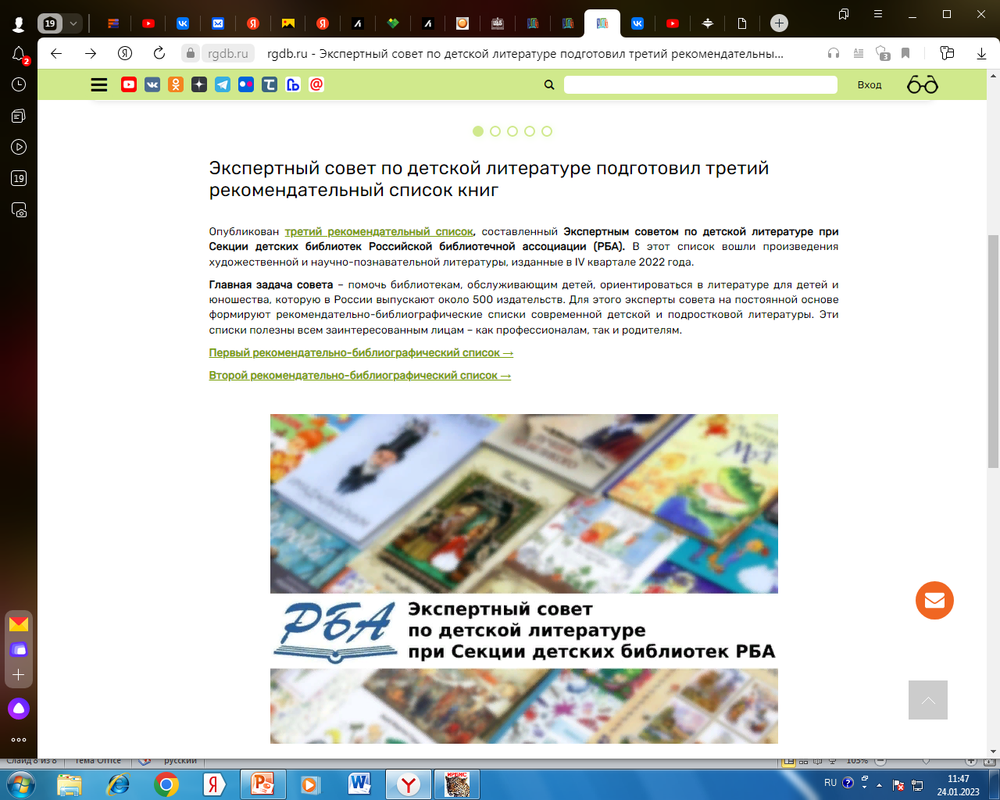 19
rgdb.ru
rgdb.ru - Экспертный совет по детской литературе подготовил третий рекомендательны...
3
2
19
Вход
Экспертный совет по детской литературе подготовил третий
рекомендательный список книг
Опубликован третий рекомендательный список, составленный Экспертным советом по детской литературе при
Секции детских библиотек Российской библиотечной ассоциации (РБА). В этот список вошли произведения
художественной и научно-познавательной литературы, изданные в IV квартале 2022 года.
Главная задача совета – помочь библиотекам, обслуживающим детей, ориентироваться в литературе для детей и
юношества, которую в России выпускают около 500 издательств. Для этого эксперты совета на постоянной основе
формируют рекомендательно-библиографические списки современной детской и подростковой литературы. Эти
списки полезны всем заинтересованным лицам – как профессионалам, так и родителям.
Первый рекомендательно-библиографический список →
Второй рекомендательно-библиографический список →
РБА
Экспертный совет
по детской литературе
при Секции детских библиотек РБА
Слайд 8 из 8
Тема Office
русский
103%
ИРБИС
RU
11:47
24.01.2023